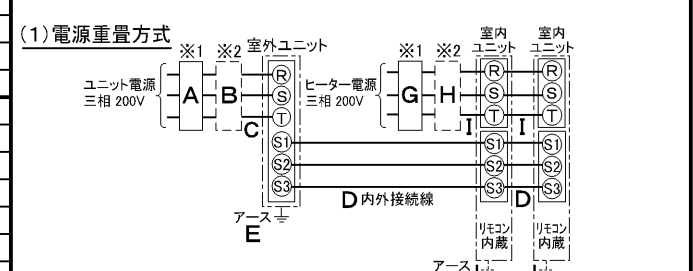 (1)電源重畳方式
※1 ※2 室外ユニット
ユニット電源
三相 200V
A B
C
R
S
T
S1
S2
S3
アース
E
※1 ※2
ヒーター電源
三相 200V
G H
I I
室内
ユニット
室内
ユニット
R R
S S
T T
S1 S1
S2 S2
S3 S3
D 内外接続線 D
リモコン
内蔵
リモコン
内蔵
アース